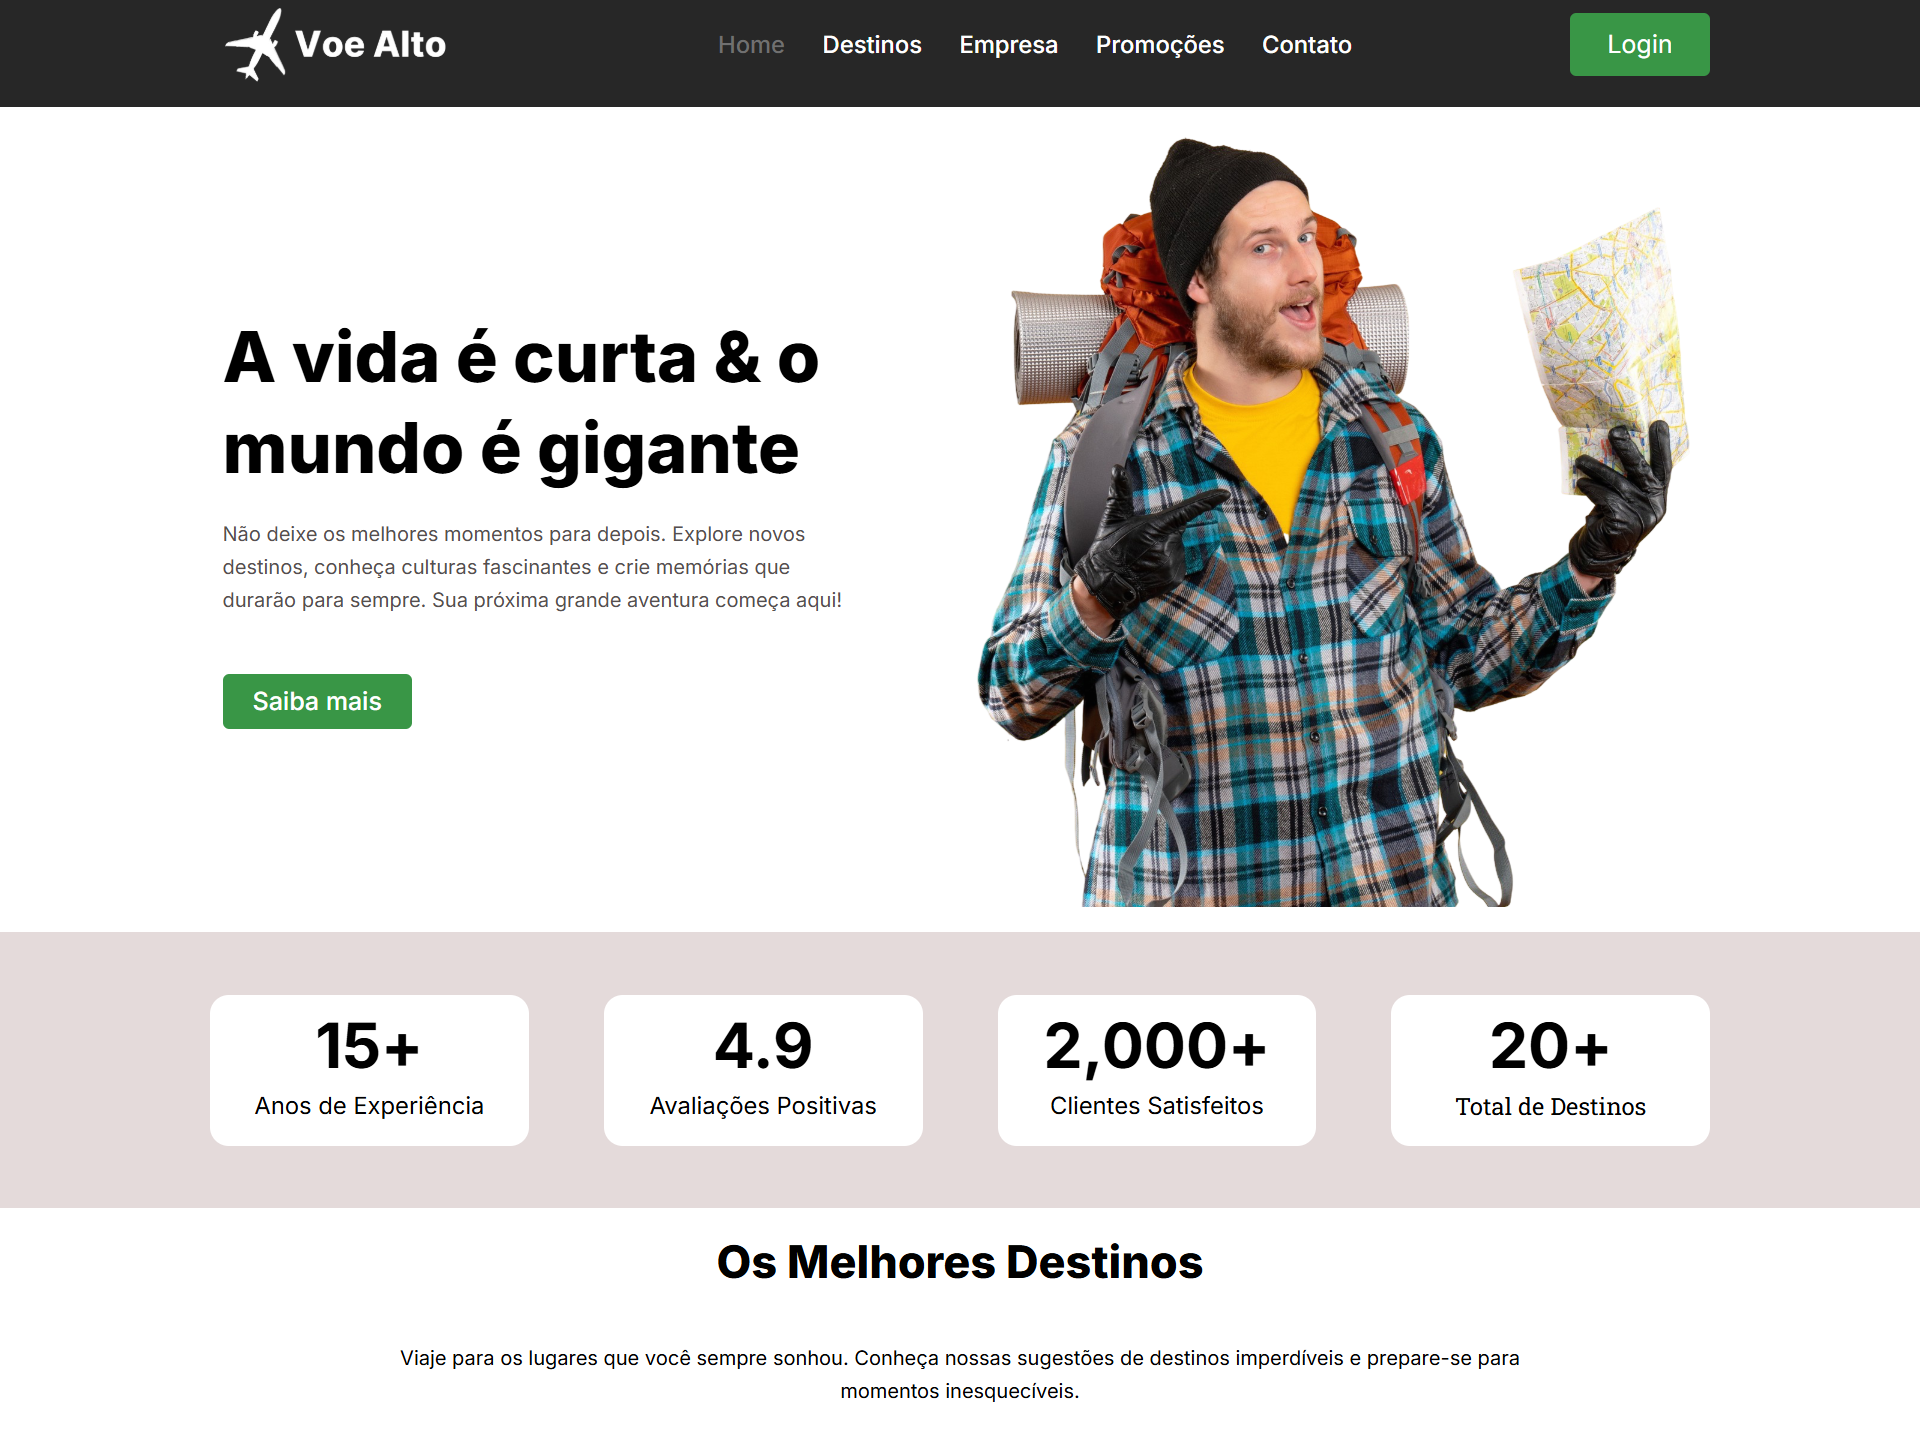 Voe Alto
Home Destinos Empresa Promoções Contato
Login
A vida é curta & o
mundo é gigante
Não deixe os melhores momentos para depois. Explore novos
destinos, conheça culturas fascinantes e crie memórias que
durarão para sempre. Sua próxima grande aventura começa aqui!
Saiba mais
15+
Anos de Experiência
4.9
Avaliações Positivas
2,000+
Clientes Satisfeitos
20+
Total de Destinos
Os Melhores Destinos
Viaje para os lugares que você sempre sonhou. Conheça nossas sugestões de destinos imperdíveis e prepare-se para
momentos inesquecíveis.